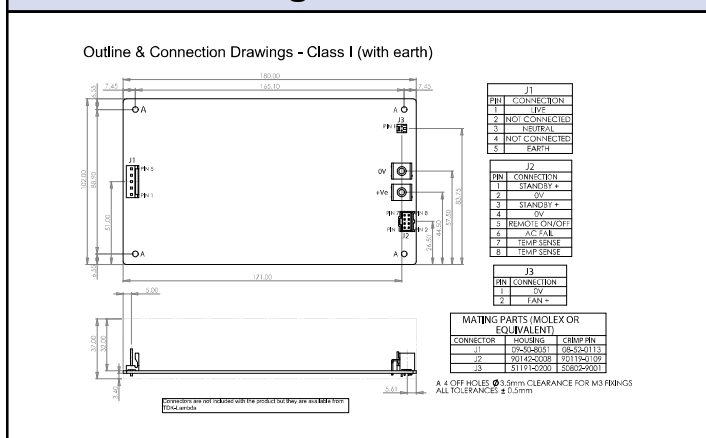 Outline & Connection Drawings - Class I (with earth)
180.00
7.45
165.10
7.45
6.55
A
A
J3
PIN 1
J1
PIN 5
PIN 1
0V
+Ve
PIN 7
PIN 8
PIN 2
J2
102.00
88.90
51.00
26.50
44.50
57.50
83.75
6.55
A
A
171.00
5.00
37.00
32.00
3.40
5.61
J1
PIN CONNECTION
1 LIVE
2 NOT CONNECTED
3 NEUTRAL
4 NOT CONNECTED
5 EARTH
J2
PIN CONNECTION
1 STANDBY +
2 0V
3 STANDBY +
4 0V
5 REMOTE ON/OFF
6 AC FAIL
7 TEMP SENSE
8 TEMP SENSE
J3
PIN CONNECTION
1 0V
2 FAN +
MATING PARTS (MOLEX OR
EQUIVALENT)
CONNECTOR HOUSING CRIMP PIN
J1 09-50-8051 08-52-0113
J2 90142-0008 90119-0109
J3 51191-0200 50802-9001
A 4 OFF HOLES Ø3.5mm CLEARANCE FOR M3 FIXINGS
ALL TOLERANCES ± 0.5mm
Connectors are not included with the product but they are available from
TDK-Lambda